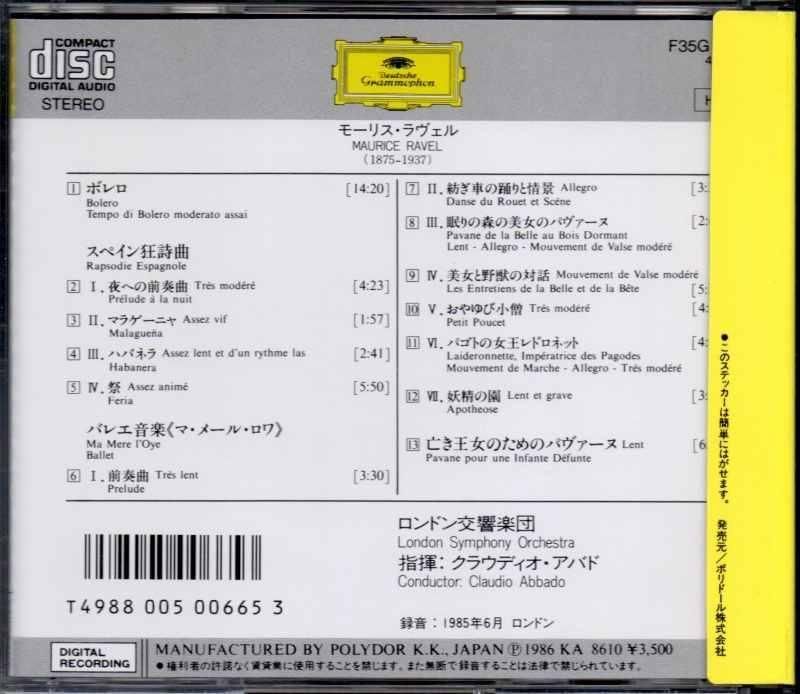 COMPACT
disc
DIGITAL AUDIO
STEREO
Deutsche
Grammophon
F35G
4
モーリス・ラヴェル
MAURICE RAVEL
(1875-1937)
1 ボレロ [14:20]
Bolero
Tempo di Bolero moderato assai
スペイン狂詩曲
Rapsodie Espagnole
2 I. 夜への前奏曲 Trés modéré [4:23]
Prélude á la nuit
3 II. マラゲーニャ Assez vif [1:57]
Malagueña
4 III. ハバネラ Assez lent et d'un rythme las [2:41]
Habanera
5 IV. 祭 Assez animé [5:50]
Feria
バレエ音楽《マ・メール・ロワ》
Ma Mere l'Oye
Ballet
6 I. 前奏曲 Trés lent [3:30]
Prelude
7 II. 紡ぎ車の踊りと情景 Allegro [3:
Danse du Rouet et Scéne
8 III. 眠りの森の美女のパヴァーヌ [2:
Pavane de la Belle au Bois Dormant
Lent - Allegro - Mouvement de Valse modéré
9 IV. 美女と野獣の対話 Mouvement de Valse modéré
Les Entretiens de la Belle et de la Bête [5:
10 V. おやゆび小僧 Trés modéré [4:
Petit Poucet
11 VI. パゴトの女王レドロネット [4:
Laideronnette, Impératrice des Pagodes
Mouvement de Marche - Allegro - Trés modéré
12 VII. 妖精の園 Lent et grave [3:
Apotheose
13 亡き王女のためのパヴァーヌ Lent [6:
Pavane pour une Infante Défunte
ロンドン交響楽団
London Symphony Orchestra
指揮：クラウディオ・アバド
Conductor: Claudio Abbado
録音：1985年6月 ロンドン
T4988 005 00665 3
DIGITAL
RECORDING
MANUFACTURED BY POLYDOR K.K., JAPAN Ⓟ 1986 KA 8610 ¥3,500
●権利者の許諾なく賃貸業に使用することを禁じます。また無断で録音することは法律で禁じられています。
●このステッカーは簡単にはがせます。 発売元／ポリドール株式会社